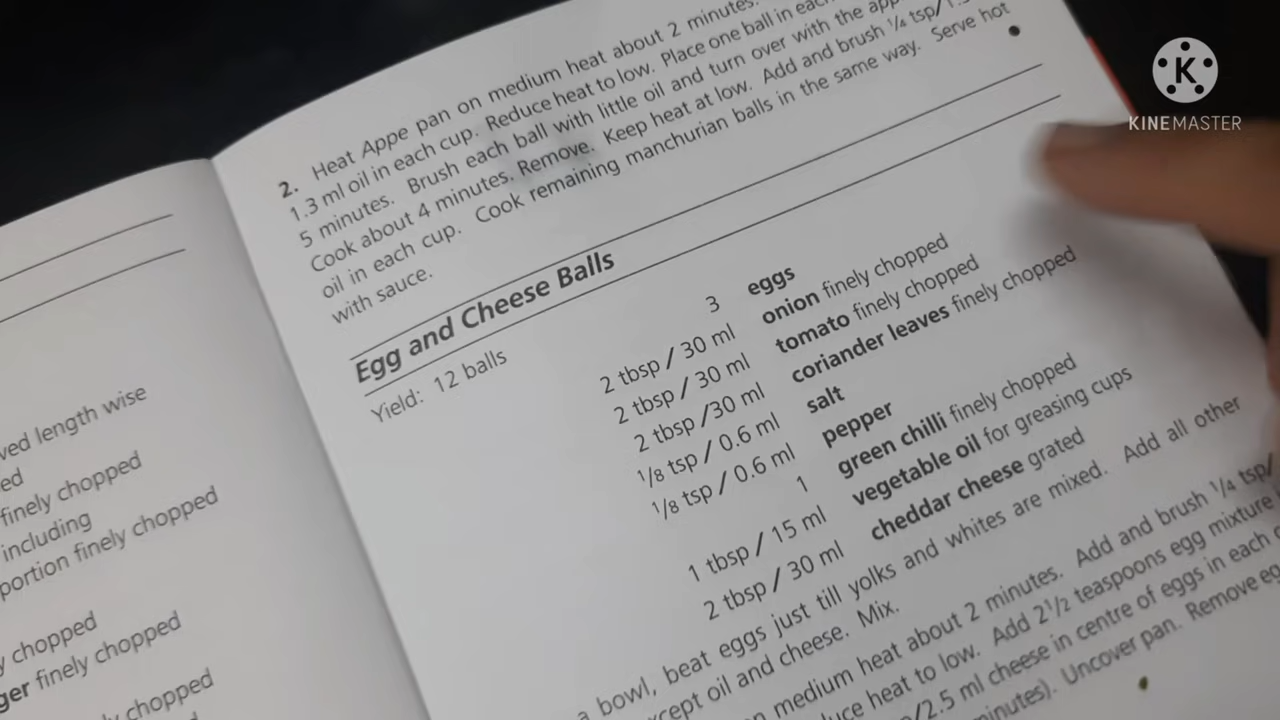 ved length wise
ed
finely chopped
including
portion finely chopped
y chopped
ger finely chopped
chopped
2. Heat Appe pan on medium heat about 2 minutes.
1.3 ml oil in each cup. Reduce heat to low. Place one ball in each
5 minutes. Brush each ball with little oil and turn over with the app
Cook about 4 minutes. Remove. Keep heat at low. Add and brush 1/4 tsp/
oil in each cup. Cook remaining manchurian balls in the same way. Serve hot
with sauce.
Egg and Cheese Balls
Yield: 12 balls
3 eggs
2 tbsp / 30 ml onion finely chopped
2 tbsp / 30 ml tomato finely chopped
2 tbsp /30 ml coriander leaves finely chopped
1/8 tsp / 0.6 ml salt
1/8 tsp / 0.6 ml pepper
1 green chilli finely chopped
1 tbsp / 15 ml vegetable oil for greasing cups
2 tbsp / 30 ml cheddar cheese grated
a bowl, beat eggs just till yolks and whites are mixed. Add all other
xcept oil and cheese. Mix.
n medium heat about 2 minutes. Add and brush 1/4 tsp/
uce heat to low. Add 2 1/2 teaspoons egg mixture
/2.5 ml cheese in centre of eggs in each
minutes). Uncover pan. Remove eg
K
KINEMASTER